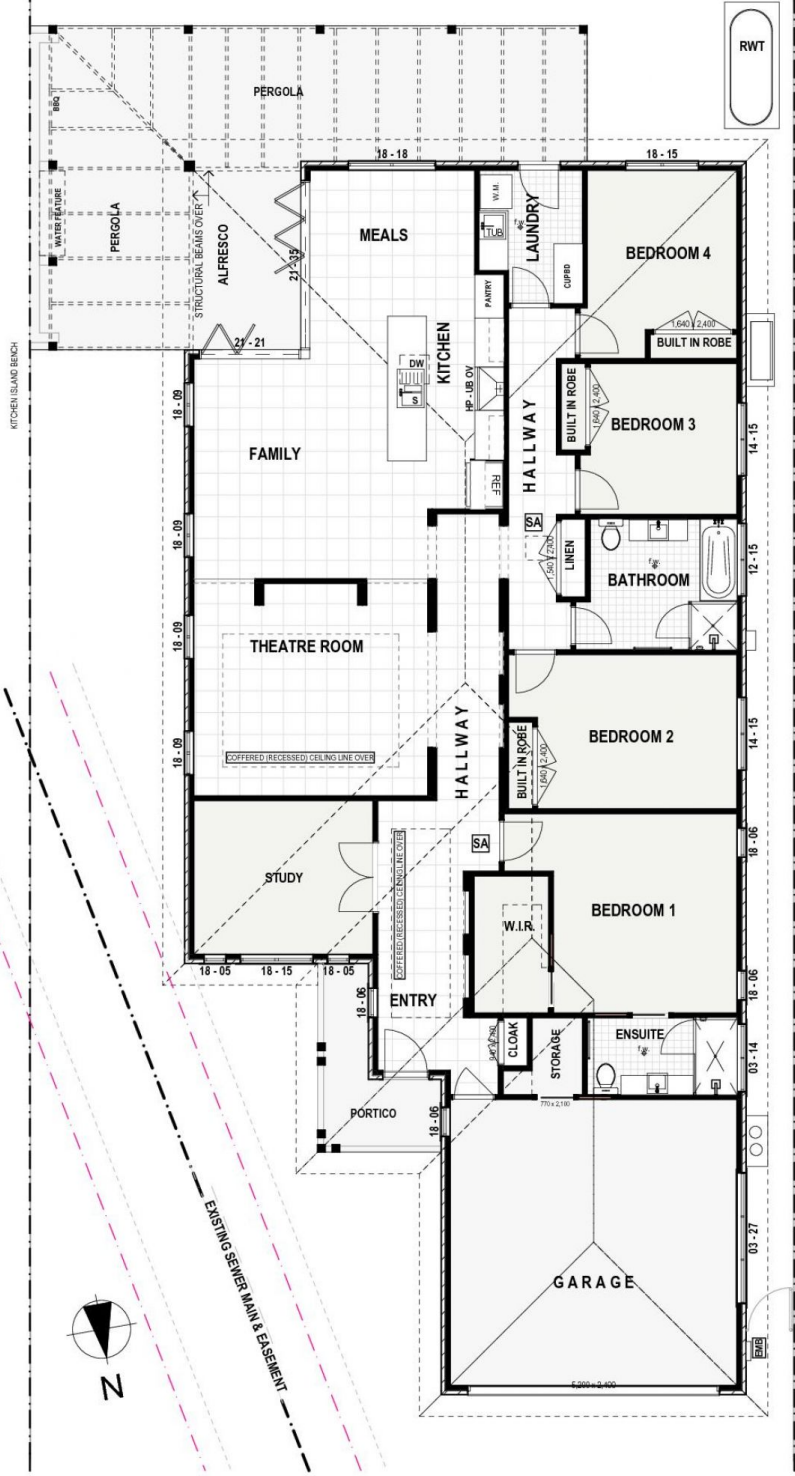 RWT
PERGOLA
BBQ
18 - 18
18 - 15
WATER FEATURE
PERGOLA
STRUCTURAL BEAMS OVER
ALFRESCO
21 - 35
MEALS
W.M.
TUB
LAUNDRY
CUPBD
BEDROOM 4
PANTRY
1,640 / 2,400
BUILT IN ROBE
KITCHEN ISLAND BENCH
21 - 21
DW
S
KITCHEN
HP - UB OV
REF
18 - 09
FAMILY
HALLWAY
BUILT IN ROBE
1,640 / 2,400
BEDROOM 3
14 - 15
18 - 09
SA
1,540 x 2,400
LINEN
BATHROOM
12 - 15
18 - 09
THEATRE ROOM
COFFERED (RECESSED) CEILING LINE OVER
18 - 09
HALLWAY
BUILT IN ROBE
1,640 / 2,400
BEDROOM 2
14 - 15
SA
STUDY
COFFERED (RECESSED) CEILING LINE OVER
18 - 06
W.I.R.
BEDROOM 1
18 - 05
18 - 15
18 - 05
18 - 06
ENTRY
18 - 06
CLOAK
STORAGE
ENSUITE
03 - 14
770 x 2,100
PORTICO
18 - 06
EXISTING SEWER MAIN & EASEMENT
GARAGE
03 - 27
EMB
5,200 x 2,400
N